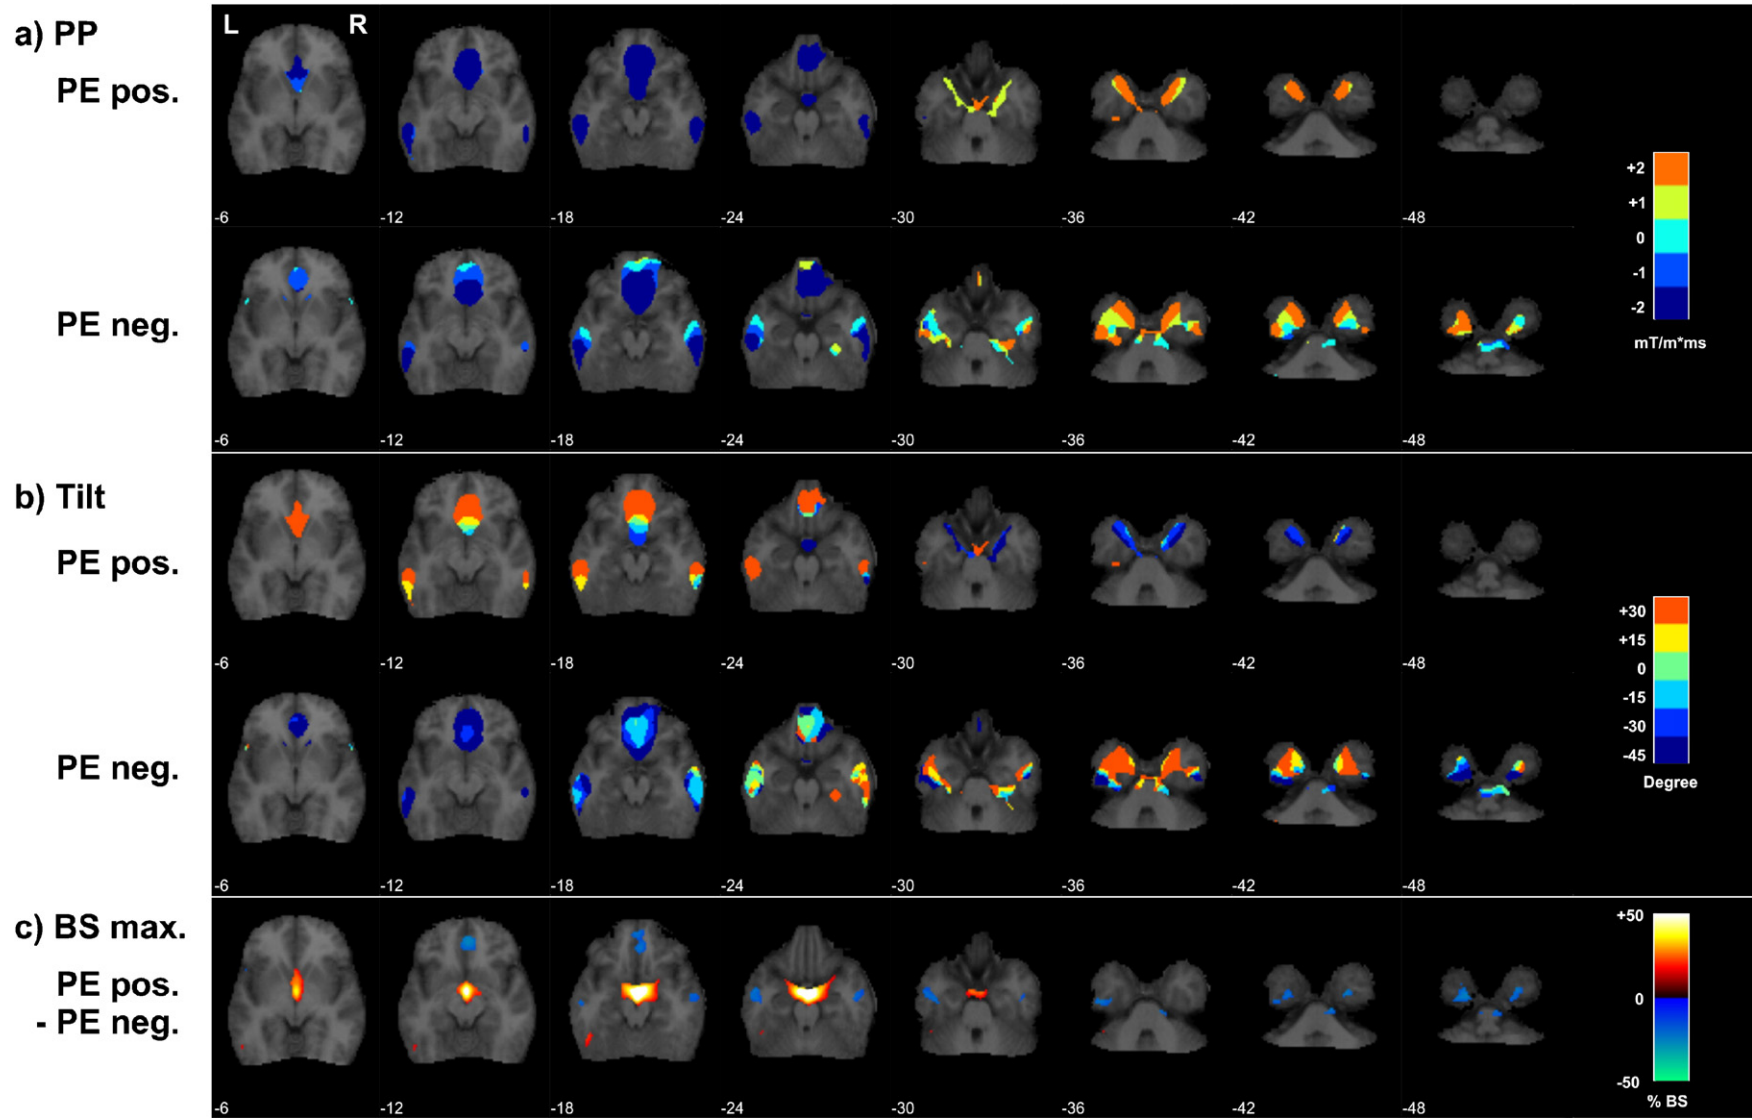 a) PP
PE pos.
L R
-6 -12 -18 -24 -30 -36 -42 -48
PE neg.
-6 -12 -18 -24 -30 -36 -42 -48
+2
+1
0
-1
-2
mT/m*ms
b) Tilt
PE pos.
-6 -12 -18 -24 -30 -36 -42 -48
PE neg.
-6 -12 -18 -24 -30 -36 -42 -48
+30
+15
0
-15
-30
-45
Degree
c) BS max.
PE pos.
- PE neg.
-6 -12 -18 -24 -30 -36 -42 -48
+50
0
-50
% BS